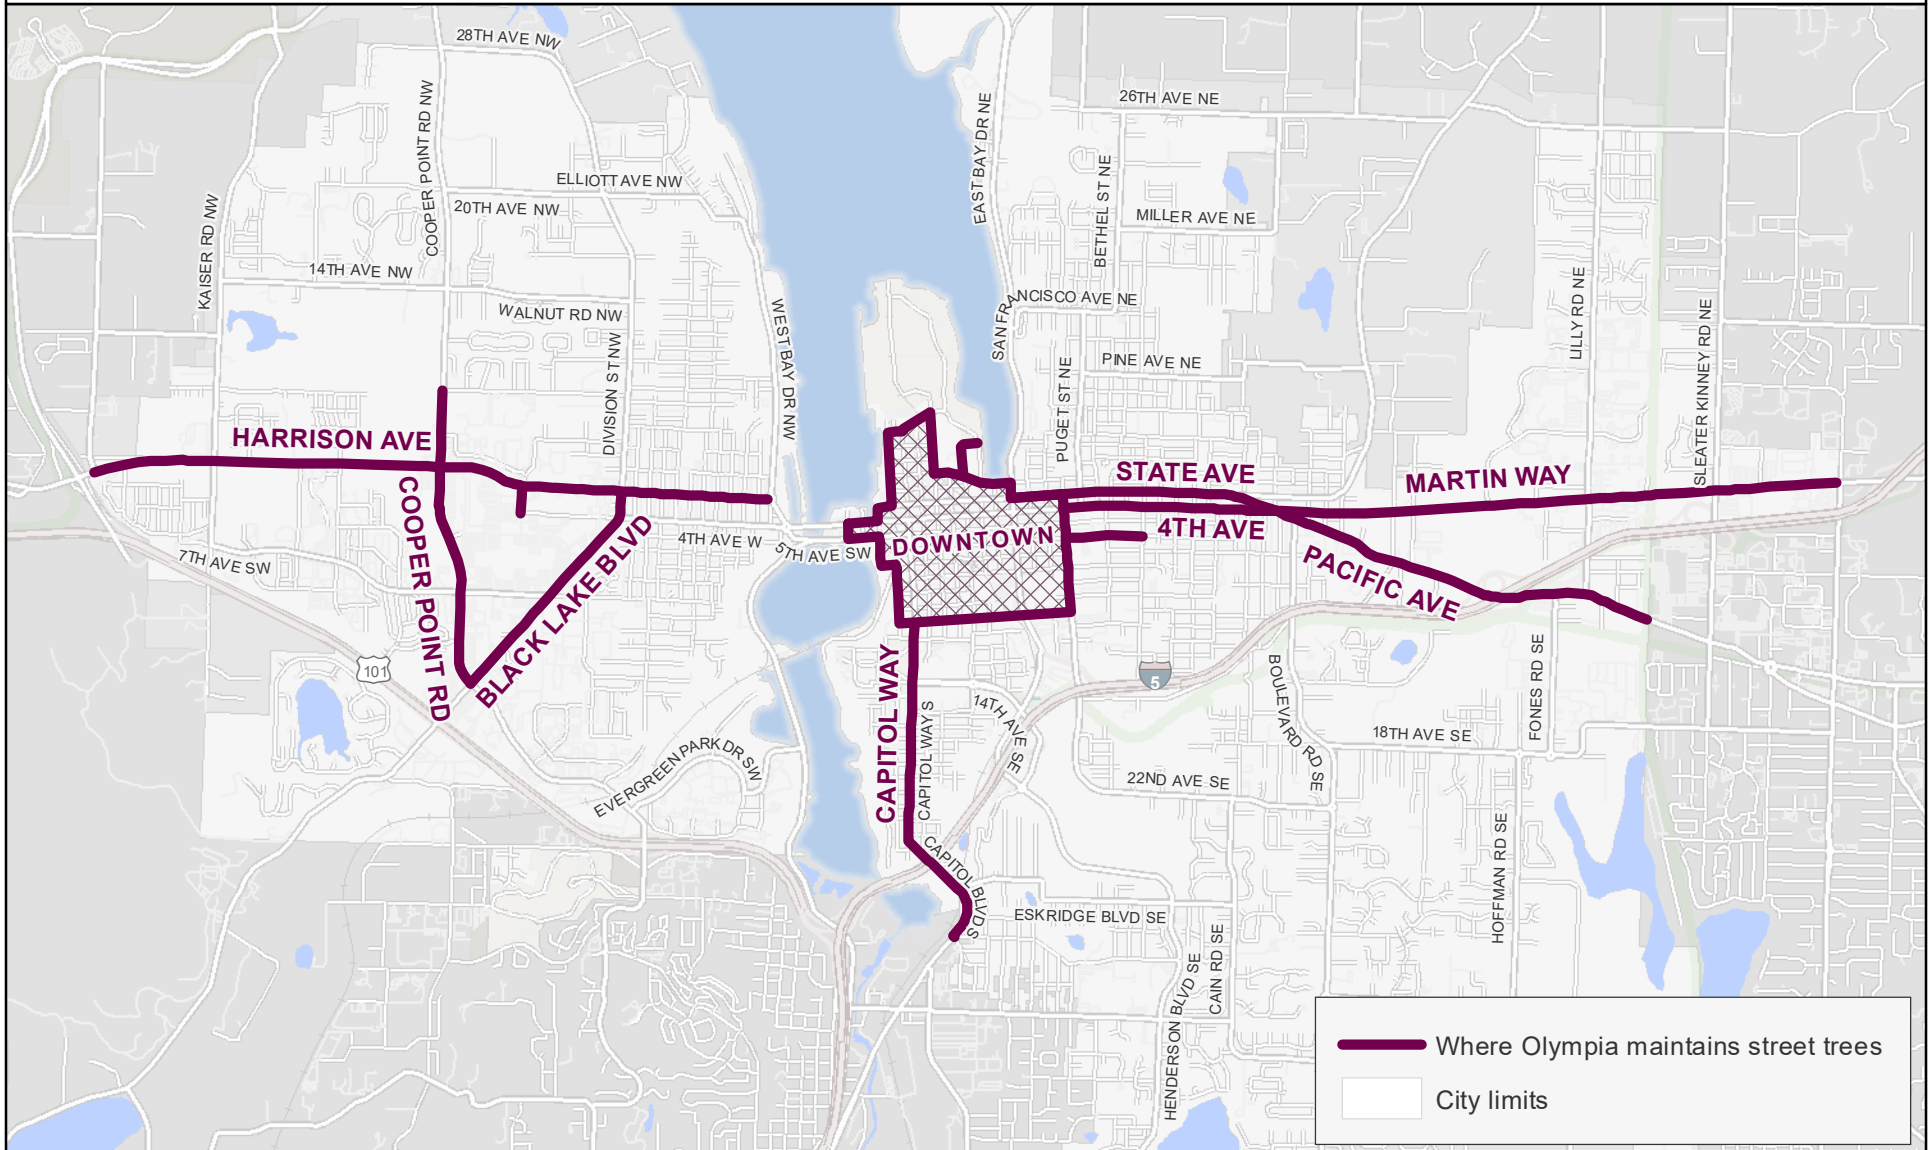 28TH AVE NW
COOPER POINT RD NW
26TH AVE NE
EAST BAY DR NE
ELLIOTT AVE NW
20TH AVE NW
BETHEL ST NE
MILLER AVE NE
KAISER RD NW
14TH AVE NW
WALNUT RD NW
WEST BAY DR NW
SAN FRANCISCO AVE NE
LILLY RD NE
SLEATER KINNEY RD NE
DIVISION ST NW
PUGET ST NE
PINE AVE NE
HARRISON AVE
STATE AVE
MARTIN WAY
COOPER POINT RD
BLACK LAKE BLVD
4TH AVE W
5TH AVE SW
DOWNTOWN
4TH AVE
PACIFIC AVE
7TH AVE SW
101
5
CAPITOL WAY
CAPITOL WAY S
14TH AVE SE
BOULEVARD RD SE
FONES RD SE
18TH AVE SE
EVERGREEN PARK DR SW
22ND AVE SE
CAPITOL BLVD S
HOFFMAN RD SE
ESKRIDGE BLVD SE
CAIN RD SE
HENDERSON BLVD SE
Where Olympia maintains street trees
City limits